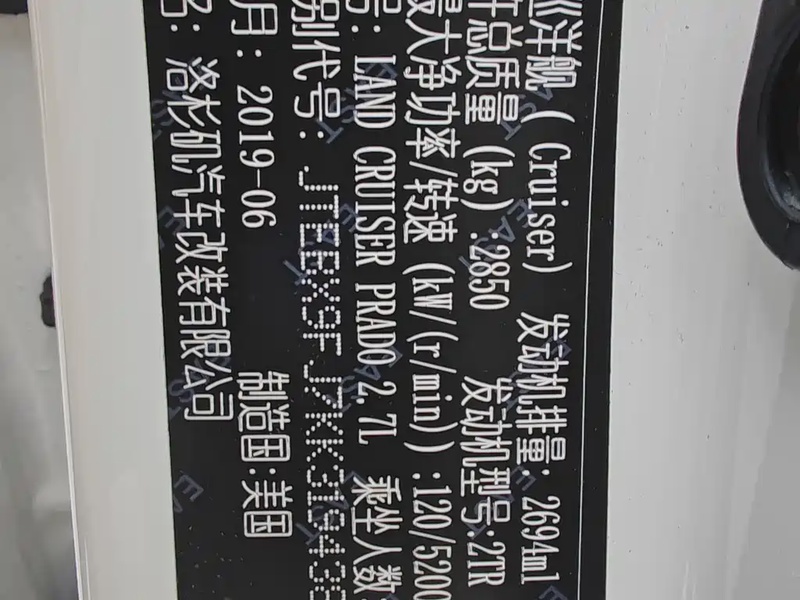 洋舰 (Cruiser) 发动机排量: 2694ml
总质量 (kg) :2850 发动机型号:2TR
最大净功率/转速 (kW/(r/min)) :120/5200
号: LAND CRUISER PRADO 2.7L 乘坐人数
别代号: JTEBX9FJ7KK31843
月: 2019-06 制造国:美国
名: 洛杉矶汽车改装有限公司